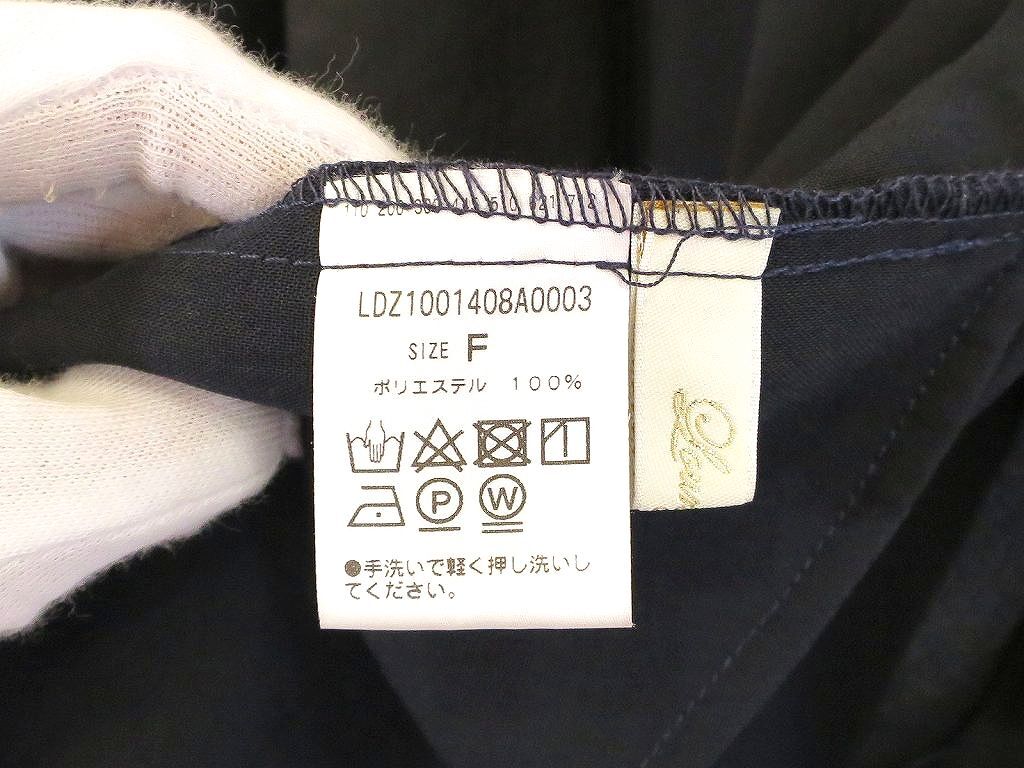 LDZ1001408A0003
SIZE F
ポリエステル 100%
P W
●手洗いで軽く押し洗いし
てください。